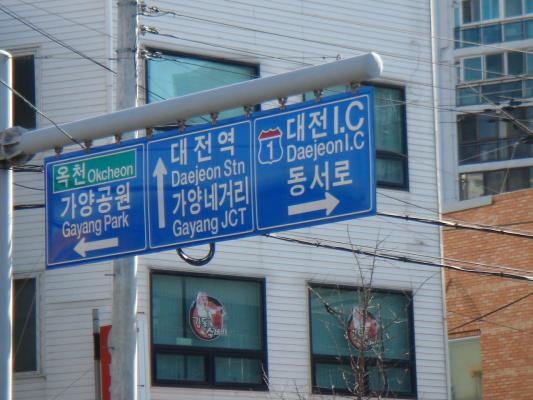 옥천 Okcheon
가양공원
Gayang Park
대전역
Daejeon Stn
가양네거리
Gayang JCT
1
대전I.C
Daejeon I.C
동서로